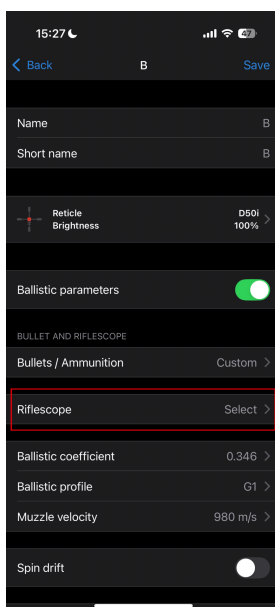 15:27
47
Back
B
Save
Name
B
Short name
B
Reticle
Brightness
D50i
100%
Ballistic parameters
BULLET AND RIFLESCOPE
Bullets / Ammunition
Custom
Riflescope
Select
Ballistic coefficient
0.346
Ballistic profile
G1
Muzzle velocity
980 m/s
Spin drift